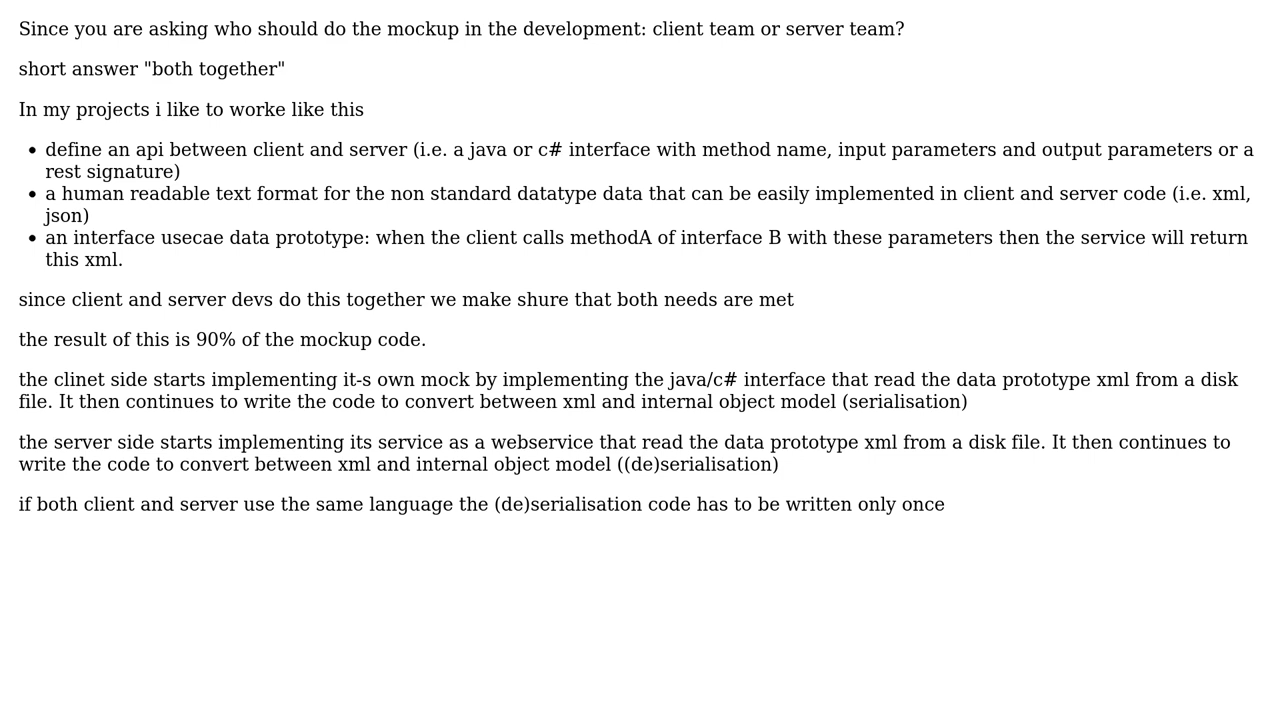 Since you are asking who should do the mockup in the development: client team or server team?
short answer "both together"
In my projects i like to worke like this
• define an api between client and server (i.e. a java or c# interface with method name, input parameters and output parameters or a
rest signature)
• a human readable text format for the non standard datatype data that can be easily implemented in client and server code (i.e. xml,
json)
• an interface usecae data prototype: when the client calls methodA of interface B with these parameters then the service will return
this xml.
since client and server devs do this together we make shure that both needs are met
the result of this is 90% of the mockup code.
the clinet side starts implementing it-s own mock by implementing the java/c# interface that read the data prototype xml from a disk
file. It then continues to write the code to convert between xml and internal object model (serialisation)
the server side starts implementing its service as a webservice that read the data prototype xml from a disk file. It then continues to
write the code to convert between xml and internal object model ((de)serialisation)
if both client and server use the same language the (de)serialisation code has to be written only once